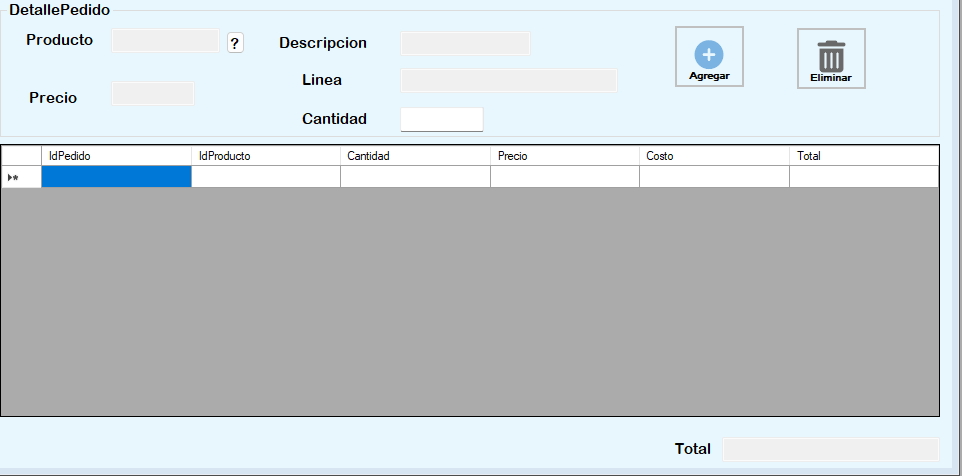 DetallePedido
Producto
?
Descripcion
Linea
Precio
Cantidad
Agregar
Eliminar
IdPedido IdProducto Cantidad Precio Costo Total
Total